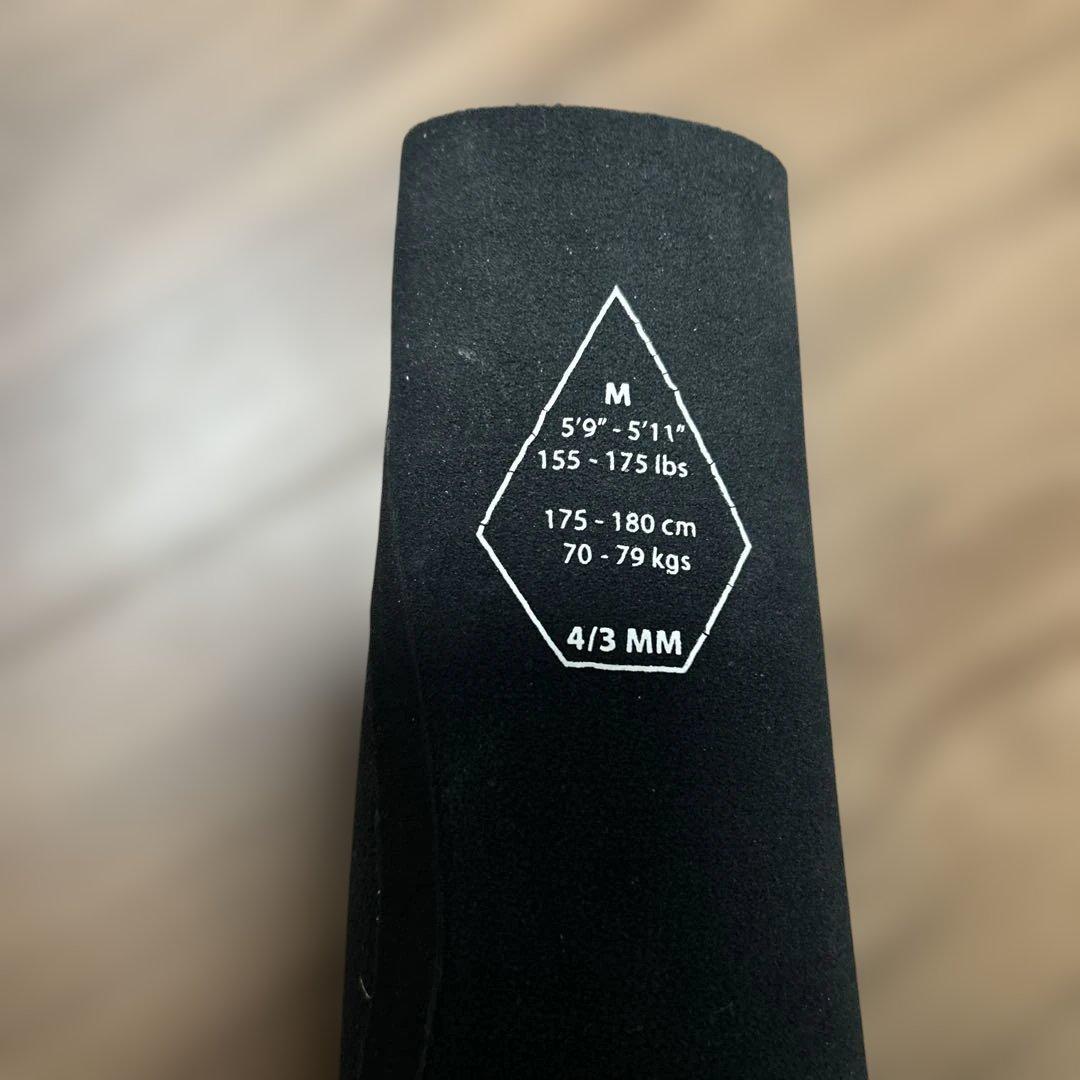 M
5'9" - 5'11"
155 - 175 lbs
175 - 180 cm
70 - 79 kgs
4/3 MM